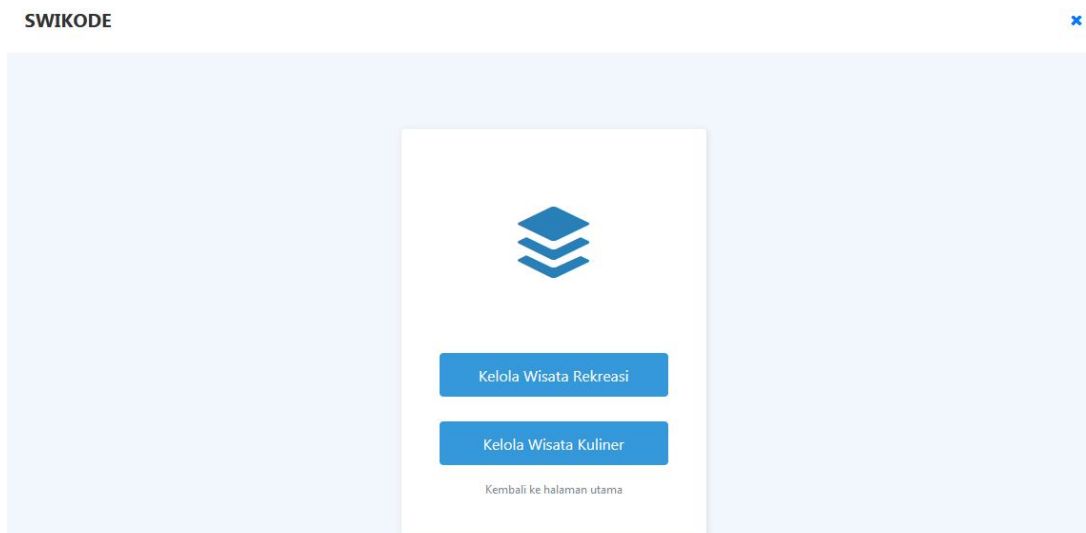 SWIKODE
Kelola Wisata Rekreasi
Kelola Wisata Kuliner
Kembali ke halaman utama